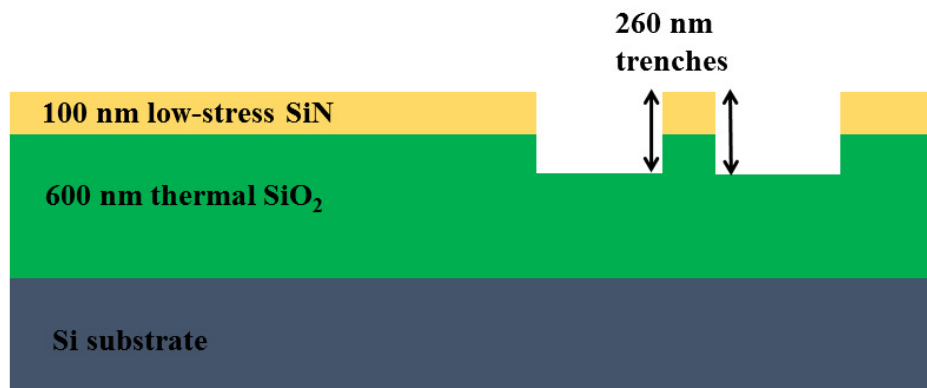 260 nm
trenches
100 nm low-stress SiN
600 nm thermal SiO₂
Si substrate